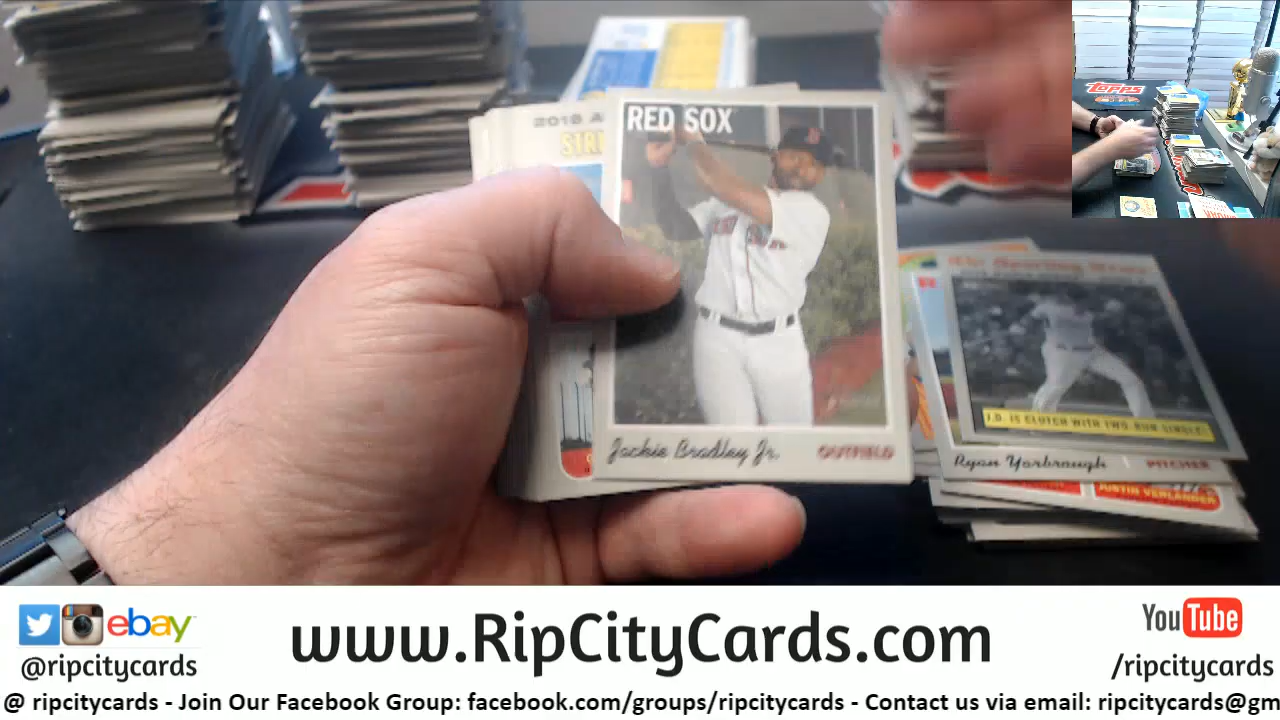 2018 A
STRI
RED SOX
Jackie Bradley Jr.
OUTFIELD
J.D. IS CLUTCH WITH TWO-RUN SINGLE!
Ryan Yarbrough
PITCHER
JUSTIN VERLANDER
topps
ebay
@ripcitycards
www.RipCityCards.com
YouTube
/ripcitycards
@ ripcitycards - Join Our Facebook Group: facebook.com/groups/ripcitycards - Contact us via email: ripcitycards@gm